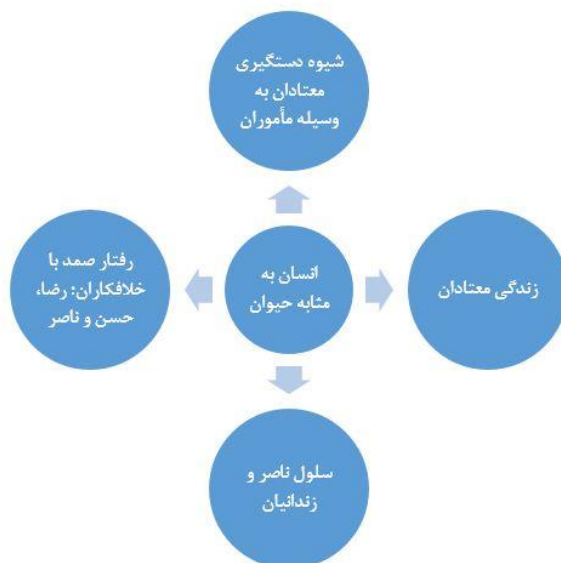 شیوه دستگیری
معتادان به
وسیله مأموران
زندگی معتادان
انسان به
مثابه حیوان
رفتار صمد با
خلافکاران: رضا،
حسن و ناصر
سلول ناصر و
زندانیان